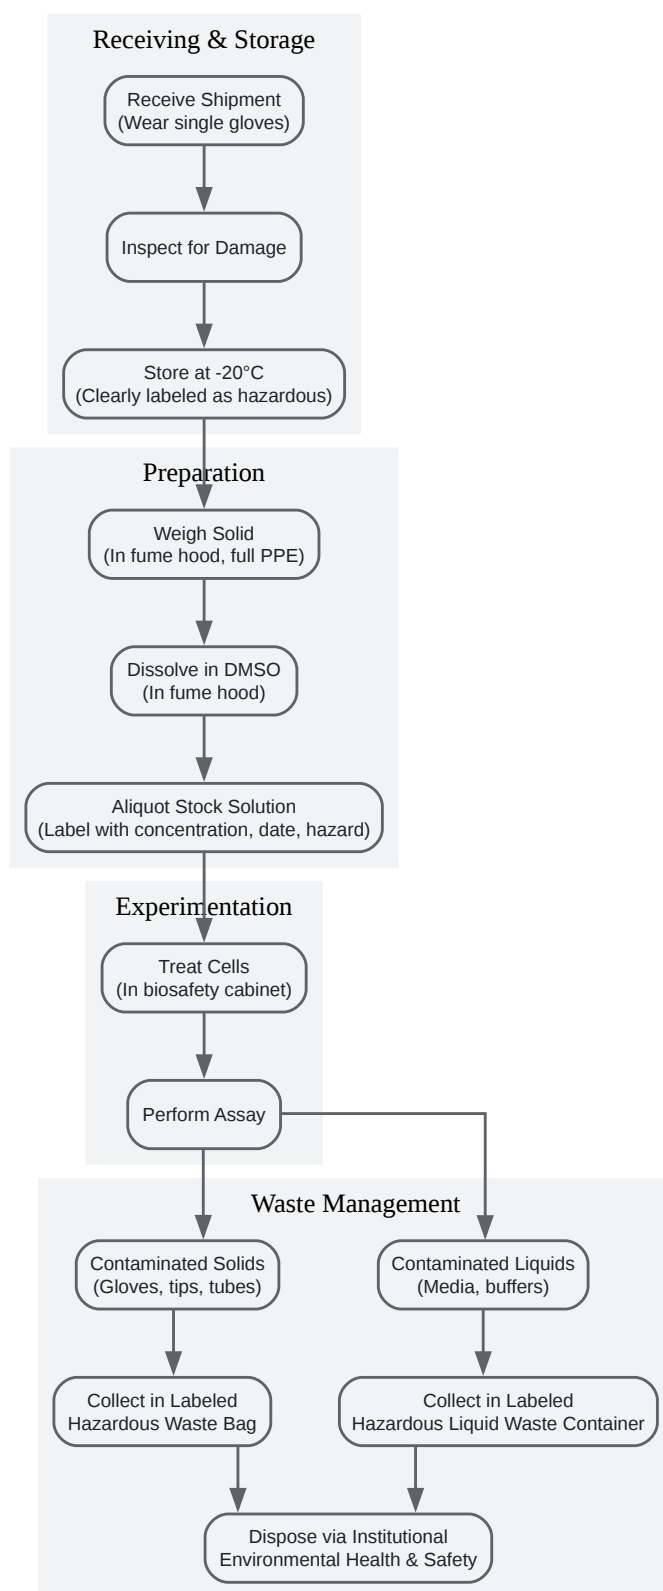 Receiving & Storage
Receive Shipment
(Wear single gloves)
Inspect for Damage
Store at -20°C
(Clearly labeled as hazardous)
Preparation
Weigh Solid
(In fume hood, full PPE)
Dissolve in DMSO
(In fume hood)
Aliquot Stock Solution
(Label with concentration, date, hazard)
Experimentation
Treat Cells
(In biosafety cabinet)
Perform Assay
Waste Management
Contaminated Solids
(Gloves, tips, tubes)
Contaminated Liquids
(Media, buffers)
Collect in Labeled
Hazardous Waste Bag
Collect in Labeled
Hazardous Liquid Waste Container
Dispose via Institutional
Environmental Health & Safety